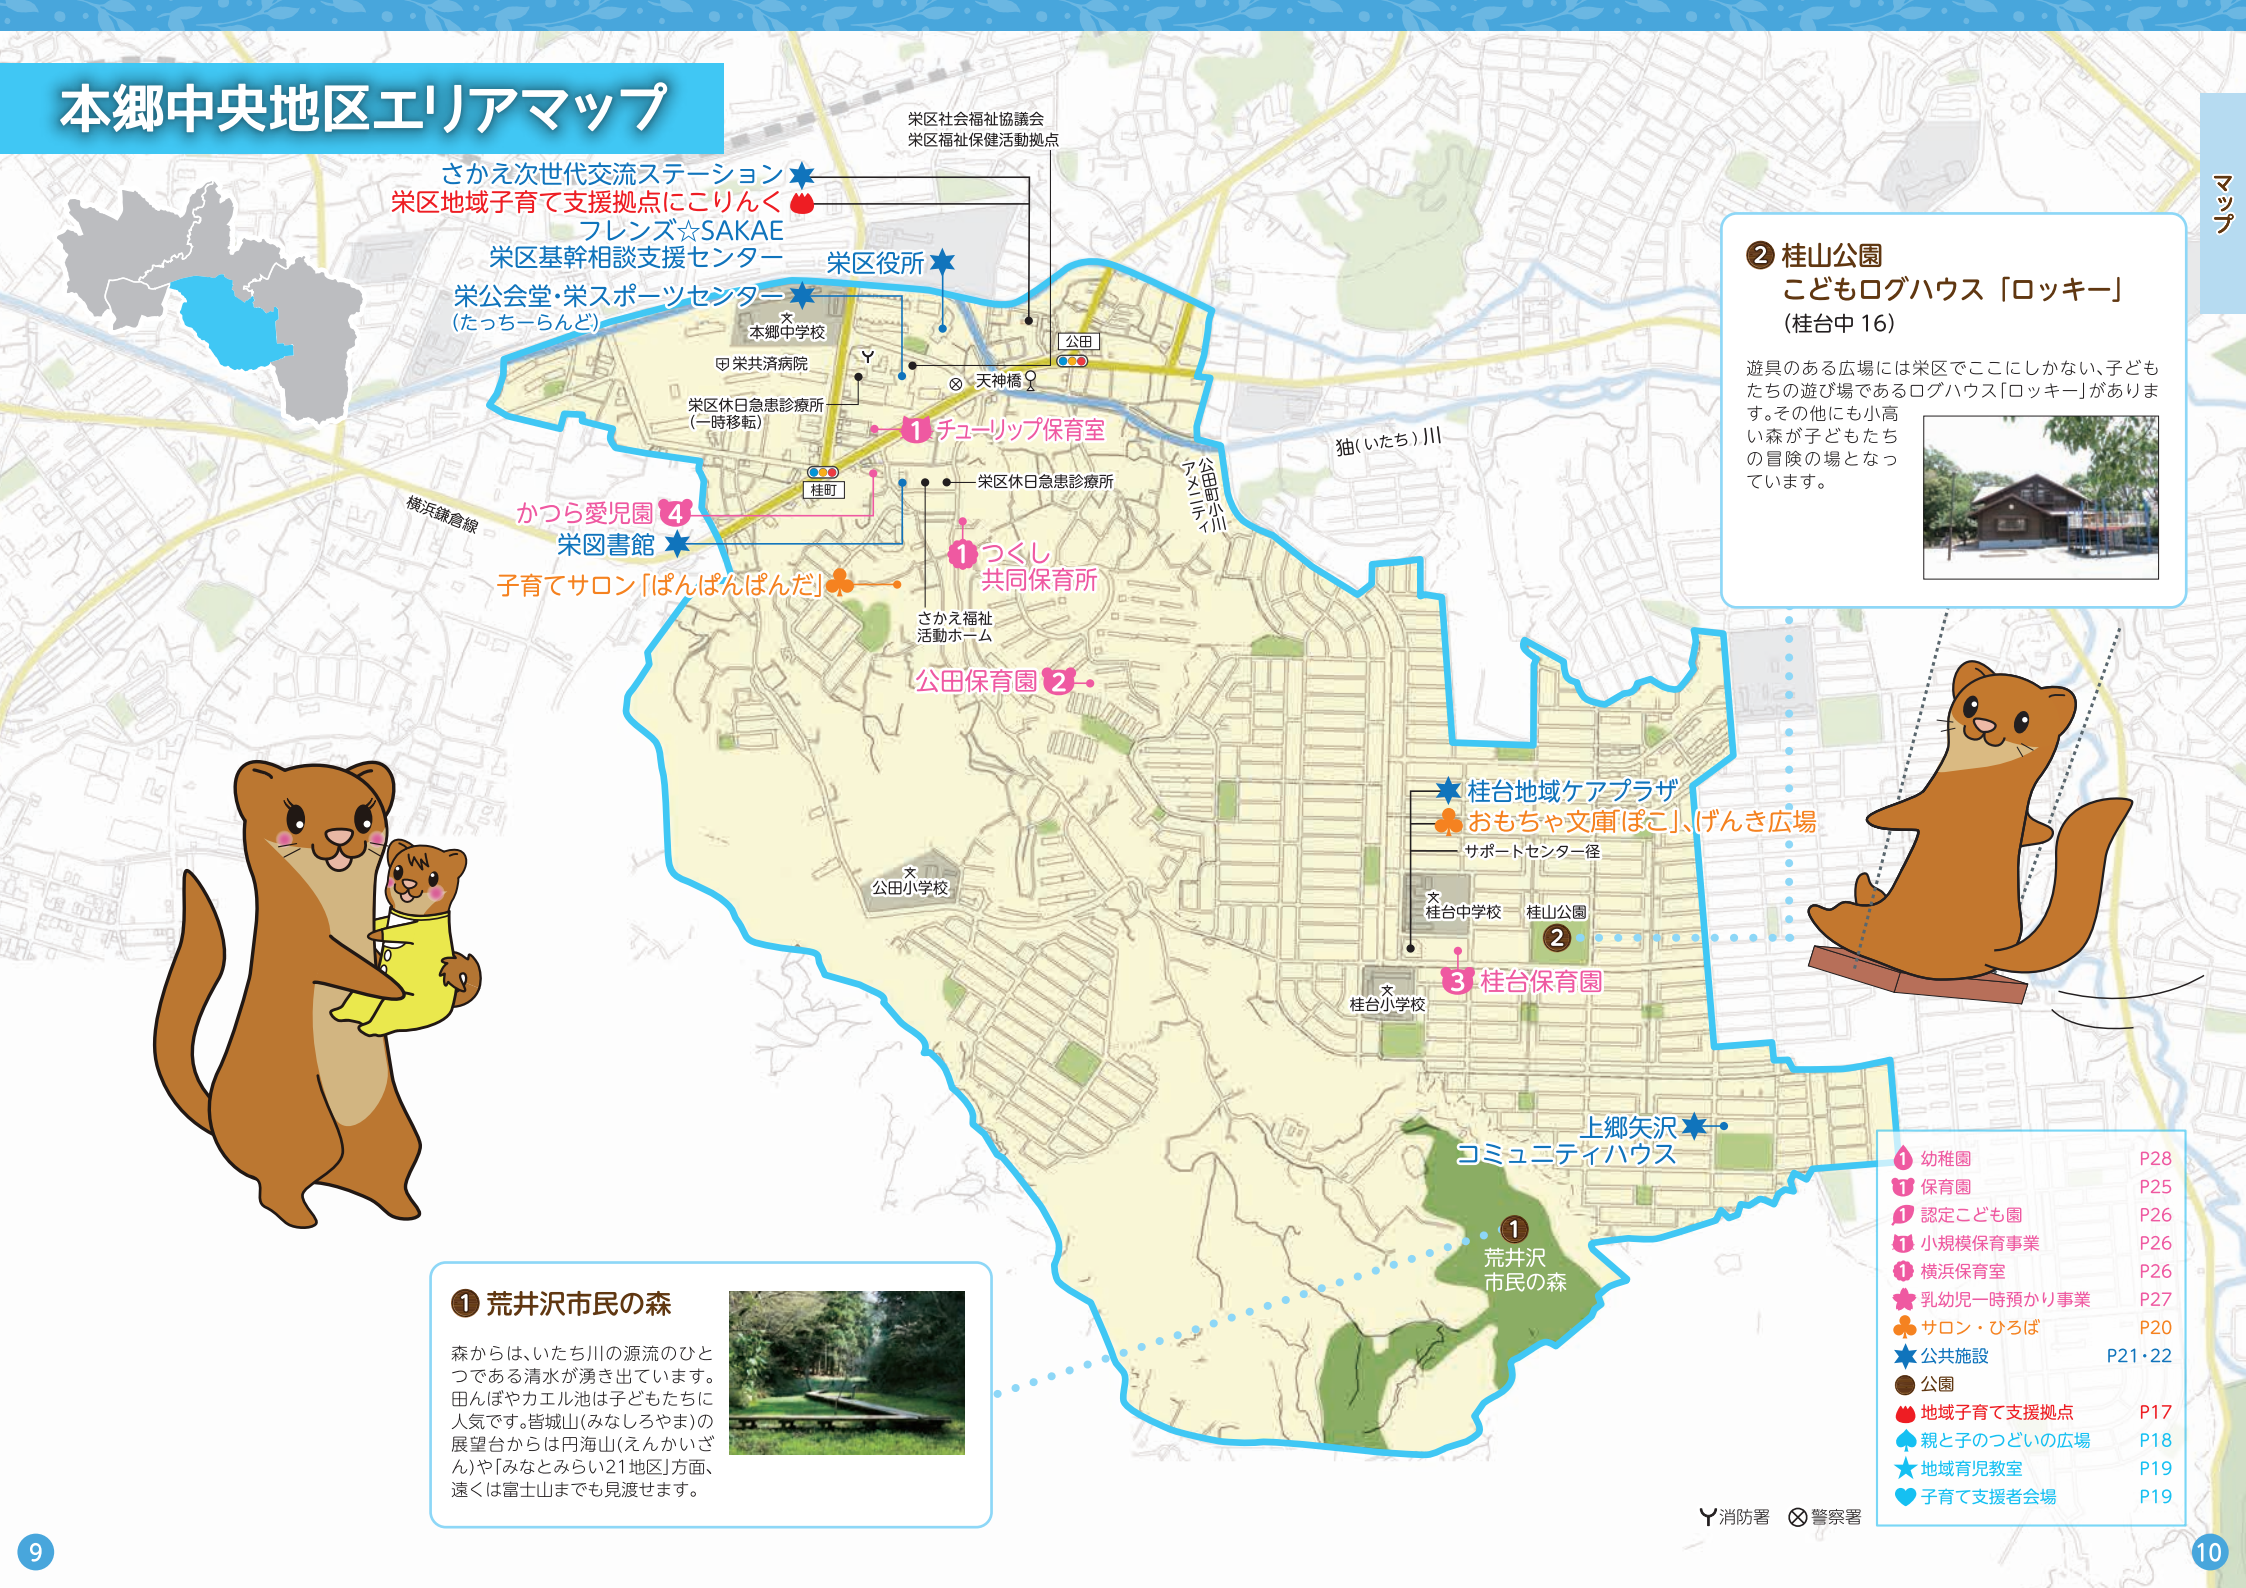 本郷中央地区エリアマップ
マップ
栄区社会福祉協議会
栄区福祉保健活動拠点
さかえ次世代交流ステーション
栄区地域子育て支援拠点にこりんく
フレンズ☆SAKAE
栄区基幹相談支援センター
栄区役所
栄公会堂・栄スポーツセンター
(たっちーらんど)
文
本郷中学校
栄共済病院
公田
天神橋
栄区休日急患診療所
(一時移転)
1 チューリップ保育室
桂町
栄区休日急患診療所
公田町小川
アメニティ
狆(いたち)川
横浜鎌倉線
かつら愛児園 4
栄図書館
1 つくし
共同保育所
子育てサロン「ぱんぱんぱんだ」
さかえ福祉
活動ホーム
公田保育園 2
桂台地域ケアプラザ
おもちゃ文庫「ぽこ」、げんき広場
サポートセンター径
文
公田小学校
文
桂台中学校
桂山公園
2
3 桂台保育園
文
桂台小学校
上郷矢沢
コミュニティハウス
1
荒井沢
市民の森
2 桂山公園
こどもログハウス「ロッキー」
(桂台中 16)
遊具のある広場には栄区でここにしかない、子ども
たちの遊び場であるログハウス「ロッキー」がありま
す。その他にも小高
い森が子どもたち
の冒険の場となっ
ています。
1 荒井沢市民の森
森からは、いたち川の源流のひと
つである清水が湧き出ています。
田んぼやカエル池は子どもたちに
人気です。皆城山(みなしろやま)の
展望台からは円海山(えんかいざ
ん)や「みなとみらい21地区」方面、
遠くは富士山までも見渡せます。
1 幼稚園 P28
1 保育園 P25
1 認定こども園 P26
1 小規模保育事業 P26
1 横浜保育室 P26
乳幼児一時預かり事業 P27
サロン・ひろば P20
公共施設 P21・22
公園
地域子育て支援拠点 P17
親と子のつどいの広場 P18
地域育児教室 P19
子育て支援者会場 P19
消防署 警察署
9
10